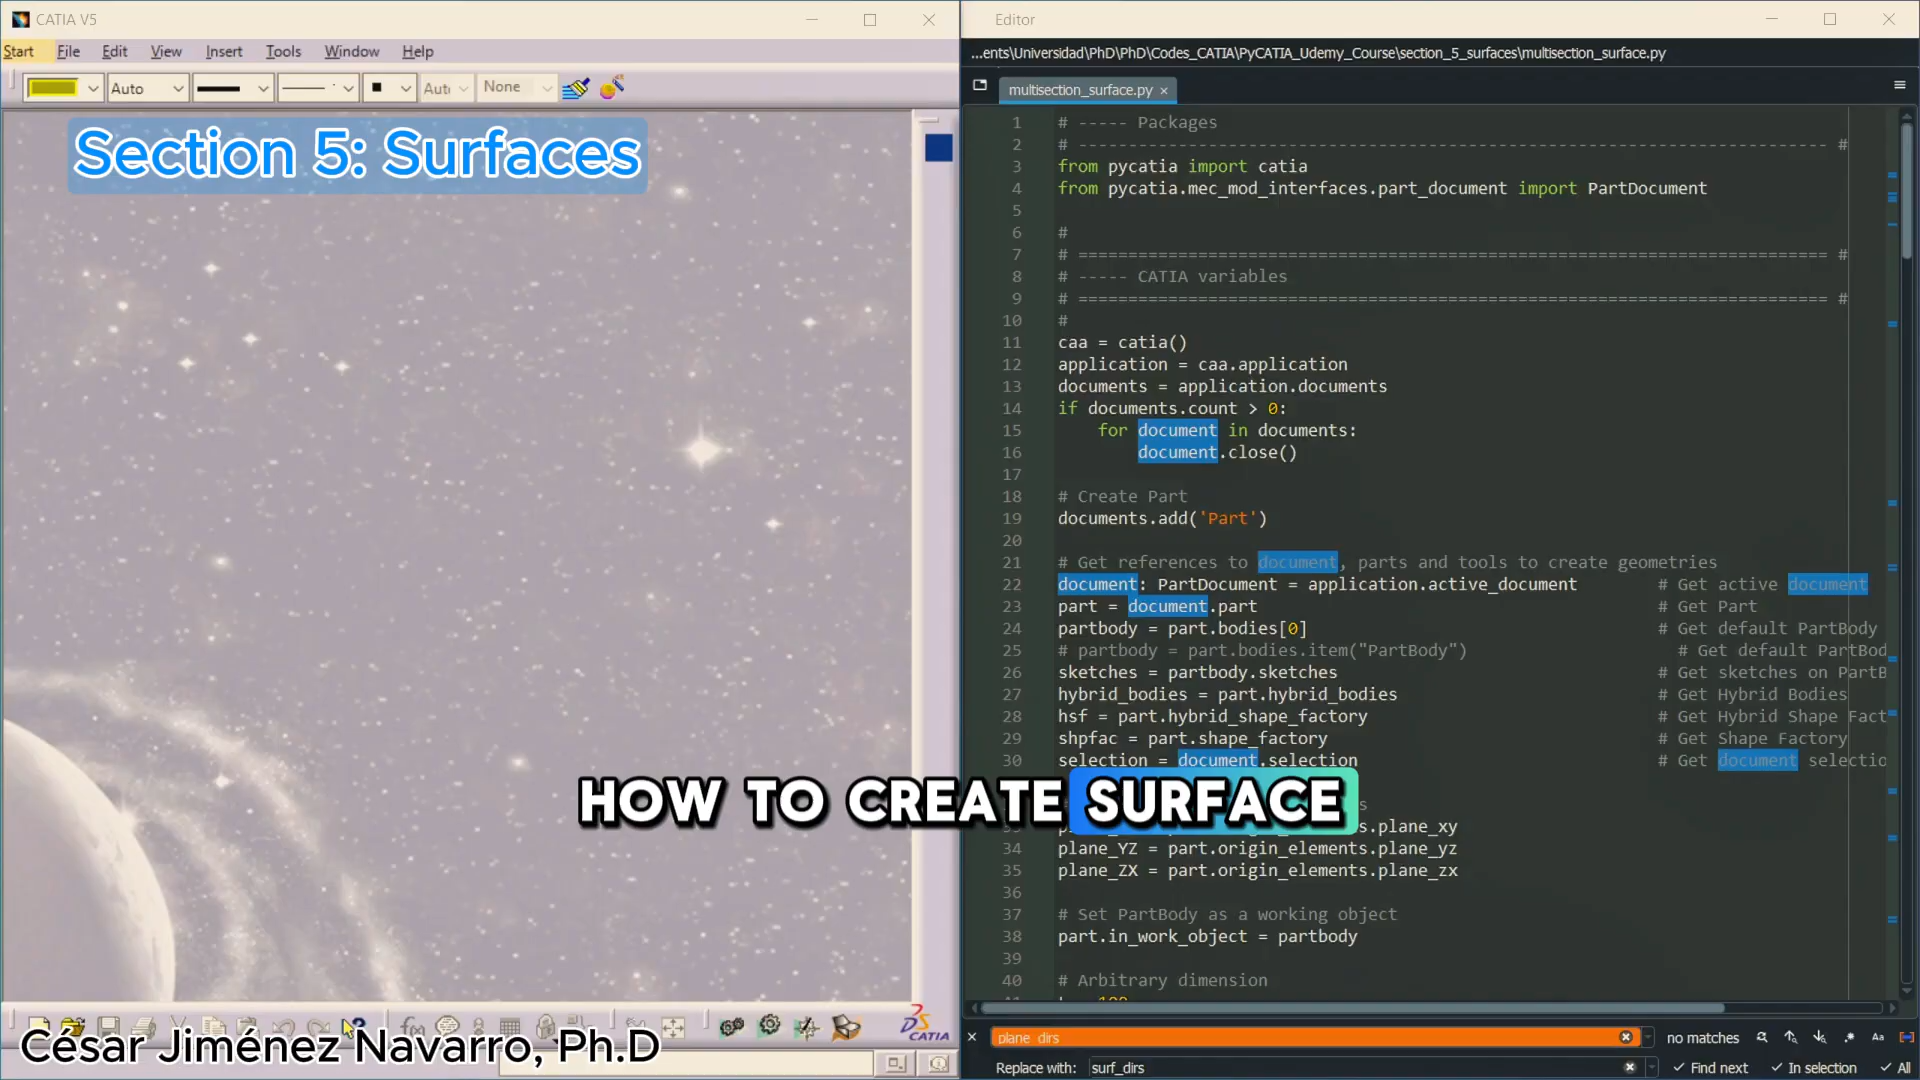 CATIA V5
Start File Edit View Insert Tools Window Help
Auto Aut None
Section 5: Surfaces
CATIA
César Jiménez Navarro, Ph.D
HOW TO CREATE SURFACE
Editor
...ents\Universidad\PhD\PhD\Codes_CATIA\PyCATIA_Udemy_Course\section_5_surfaces\multisection_surface.py
multisection_surface.py
1 # ----- Packages
2 # --------------------------------------------------------------------------- #
3 from pycatia import catia
4 from pycatia.mec_mod_interfaces.part_document import PartDocument
5
6 #
7 # =========================================================================== #
8 # ----- CATIA variables
9 # =========================================================================== #
10 #
11 caa = catia()
12 application = caa.application
13 documents = application.documents
14 if documents.count > 0:
15 for document in documents:
16 document.close()
17
18 # Create Part
19 documents.add('Part')
20
21 # Get references to document, parts and tools to create geometries
22 document: PartDocument = application.active_document # Get active document
23 part = document.part # Get Part
24 partbody = part.bodies[0] # Get default PartBody
25 # partbody = part.bodies.item("PartBody") # Get default PartBod
26 sketches = partbody.sketches # Get sketches on PartB
27 hybrid_bodies = part.hybrid_bodies # Get Hybrid Bodies
28 hsf = part.hybrid_shape_factory # Get Hybrid Shape Fact
29 shpfac = part.shape_factory # Get Shape Factory
30 selection = document.selection # Get document selectio
s.plane_xy
34 plane_YZ = part.origin_elements.plane_yz
35 plane_ZX = part.origin_elements.plane_zx
36
37 # Set PartBody as a working object
38 part.in_work_object = partbody
39
40 # Arbitrary dimension
plane dirs no matches Aa
Replace with: surf_dirs Find next In selection All